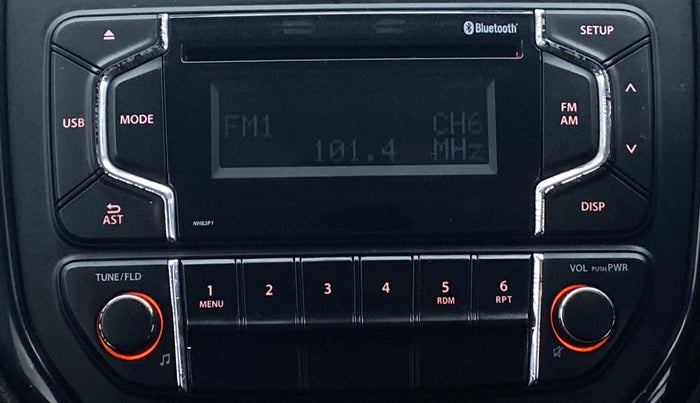 Bluetooth®
SETUP
USB
MODE
FM1 CH6
101.4 MHz
FM
AM
AST
NH82P1
DISP
TUNE/FLD
VOL PUSH PWR
1 2 3 4 5 6
MENU RDM RPT